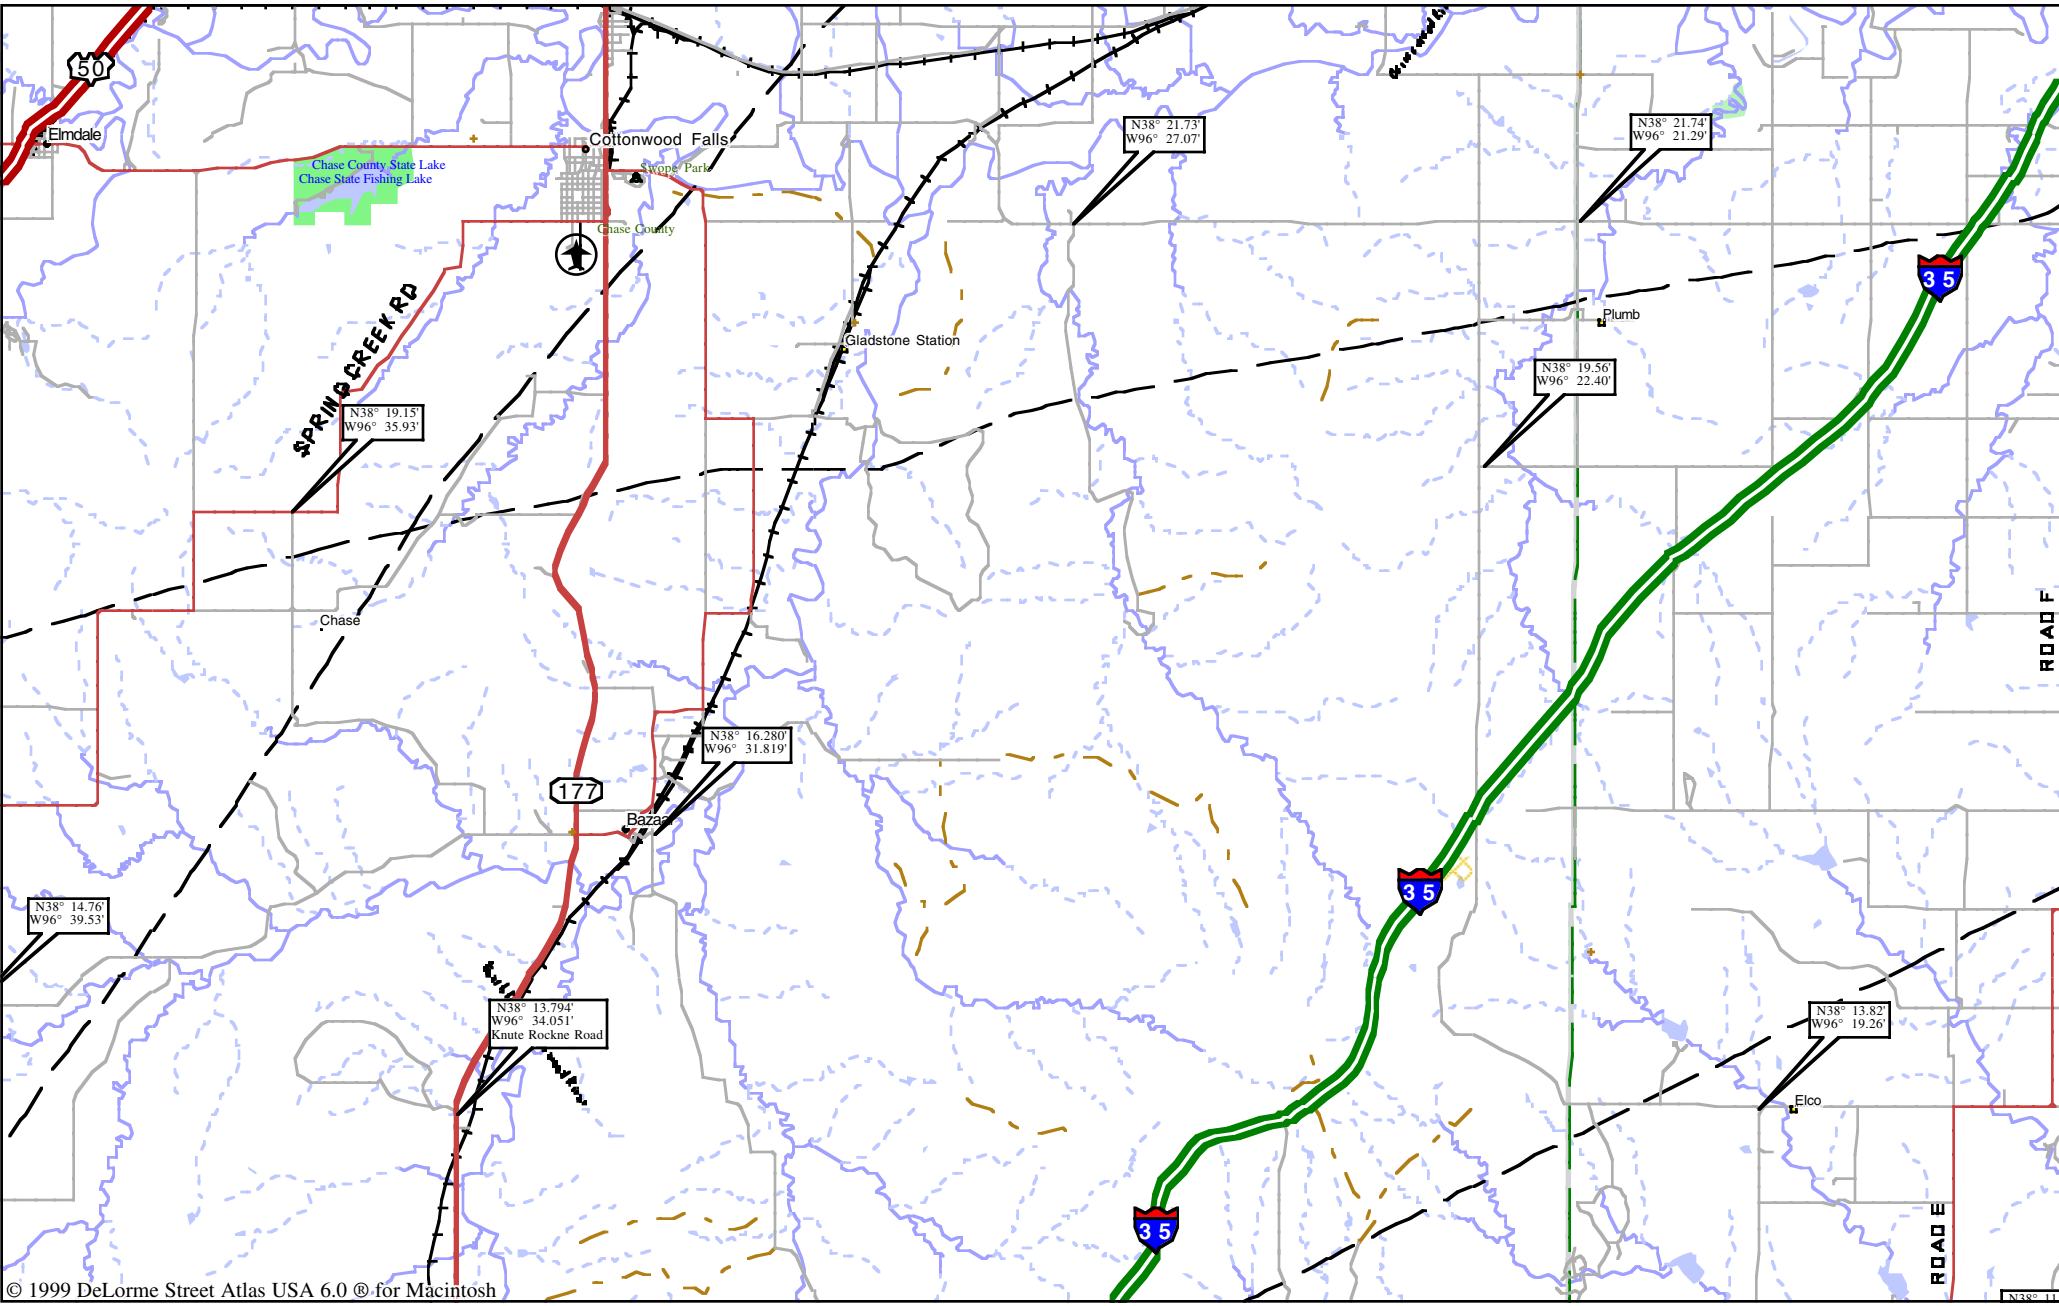 50
Elmdale
Cottonwood Falls
Chase County State Lake
Chase State Fishing Lake
Swope Park
Chase County
N38° 21.73'
W96° 27.07'
N38° 21.74'
W96° 21.29'
35
SPRING CREEK RD
Plumb
Gladstone Station
N38° 19.56'
W96° 22.40'
N38° 19.15'
W96° 35.93'
Chase
ROAD F
N38° 16.280'
W96° 31.819'
177
Bazaar
35
N38° 14.76'
W96° 39.53'
N38° 13.794'
W96° 34.051'
Knute Rockne Road
N38° 13.82'
W96° 19.26'
Elco
35
ROAD E
© 1999 DeLorme Street Atlas USA 6.0 ® for Macintosh
N38° 11